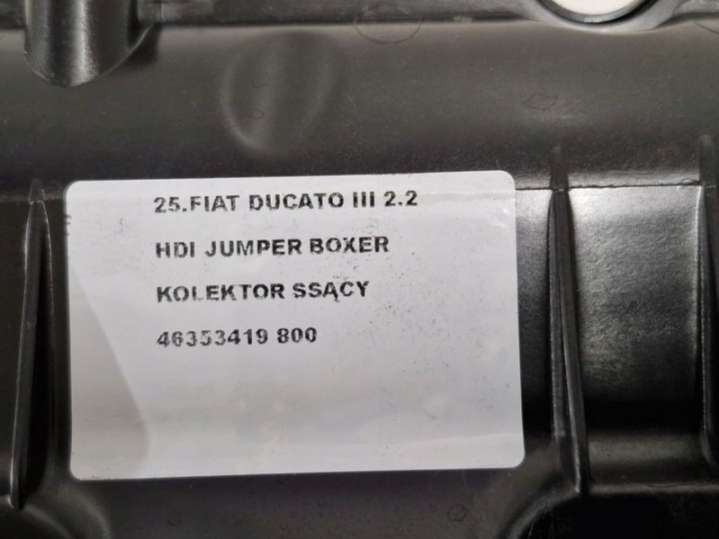 25.FIAT DUCATO III 2.2
HDI JUMPER BOXER
KOLEKTOR SSĄCY
46353419 800